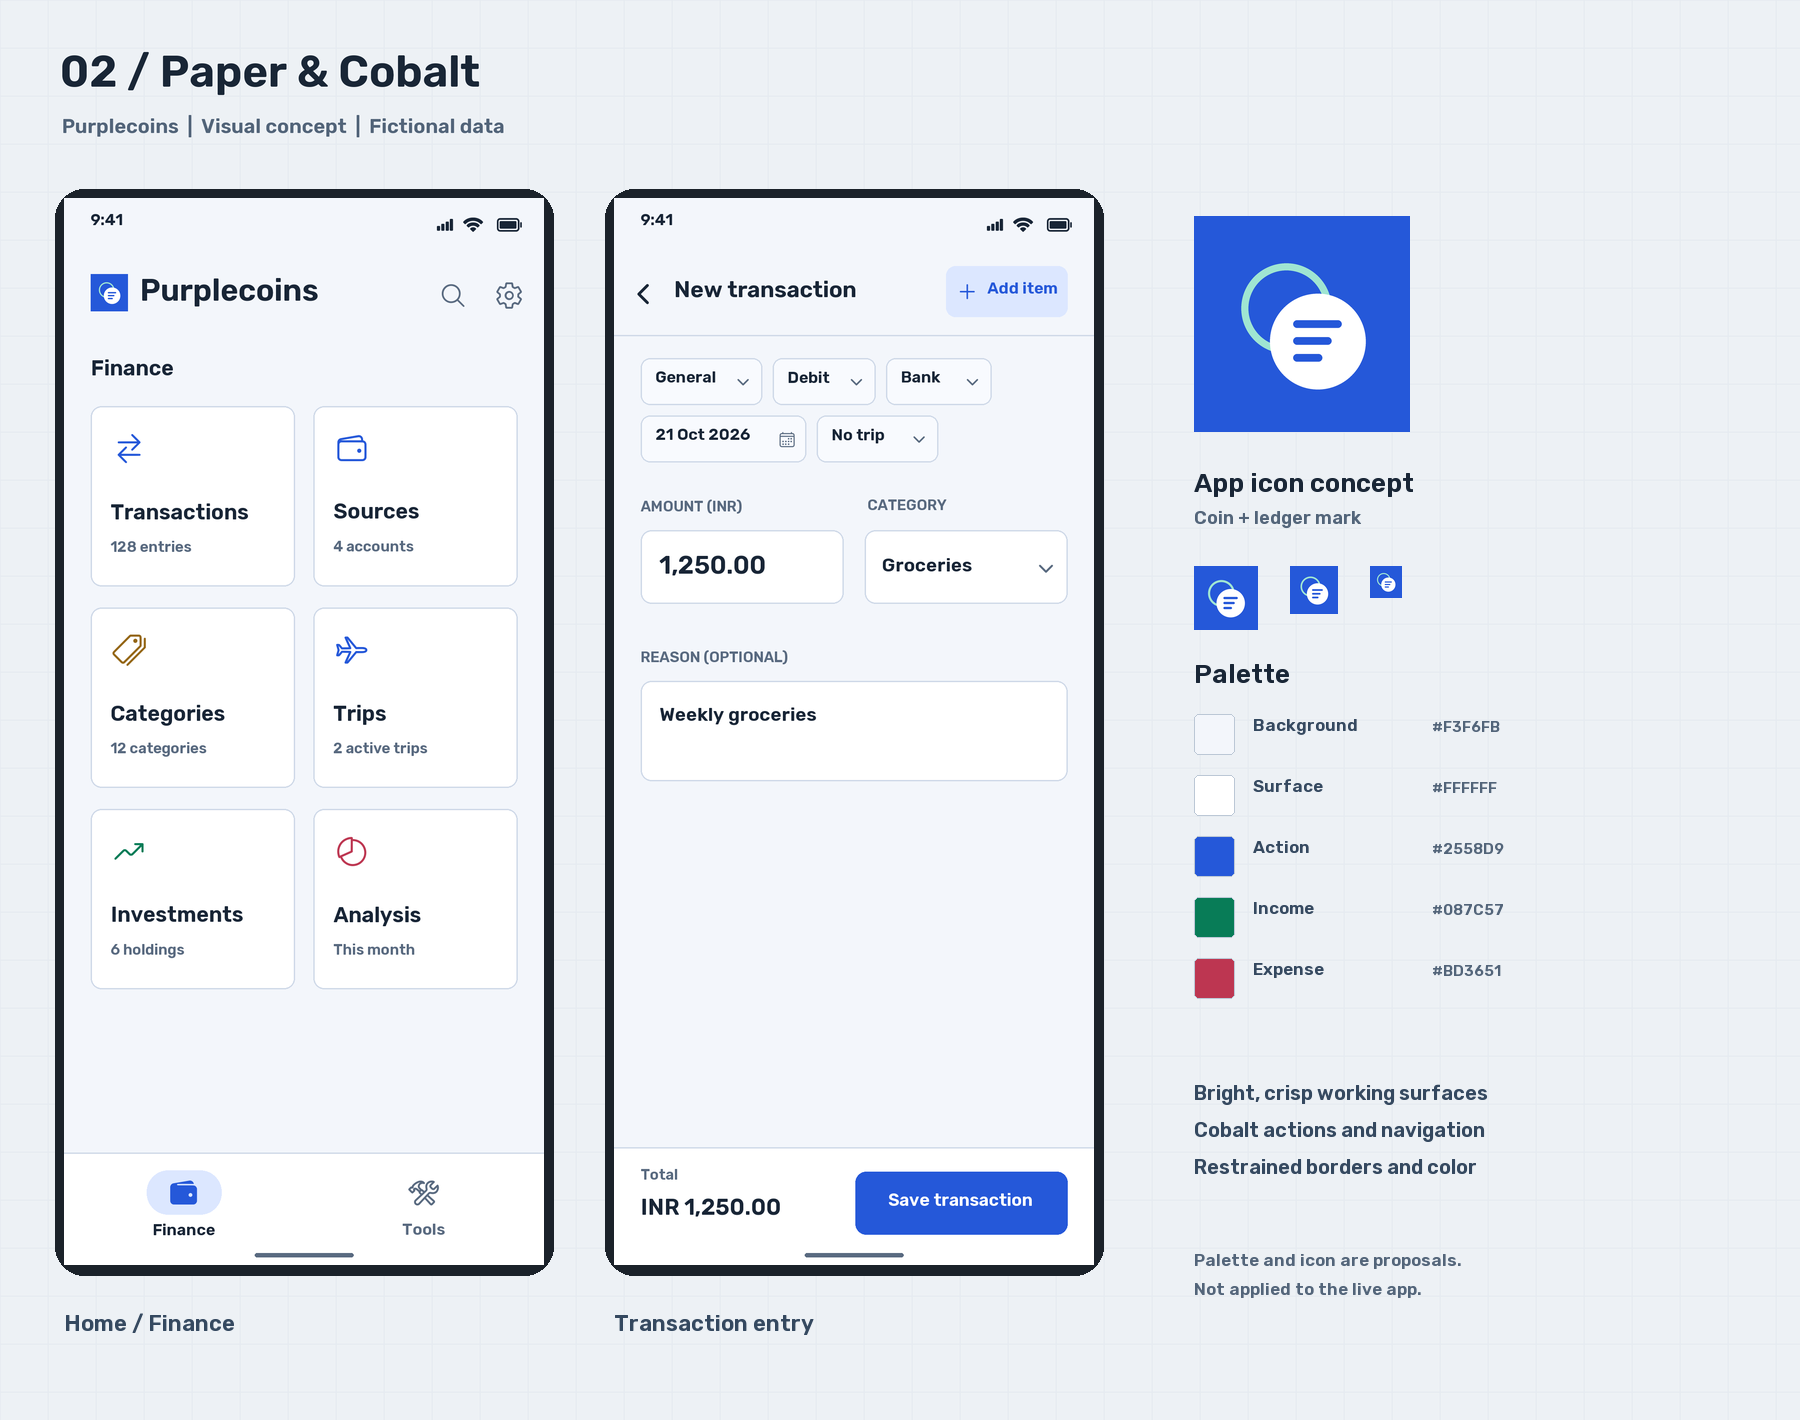 02 / Paper & Cobalt
Purplecoins | Visual concept | Fictional data
9:41
Purplecoins
Finance
Transactions
128 entries
Sources
4 accounts
Categories
12 categories
Trips
2 active trips
Investments
6 holdings
Analysis
This month
Finance
Tools
Home / Finance
9:41
New transaction
Add item
General
Debit
Bank
21 Oct 2026
No trip
AMOUNT (INR)
CATEGORY
1,250.00
Groceries
REASON (OPTIONAL)
Weekly groceries
Total
INR 1,250.00
Save transaction
Transaction entry
App icon concept
Coin + ledger mark
Palette
Background #F3F6FB
Surface #FFFFFF
Action #2558D9
Income #087C57
Expense #BD3651
Bright, crisp working surfaces
Cobalt actions and navigation
Restrained borders and color
Palette and icon are proposals.
Not applied to the live app.